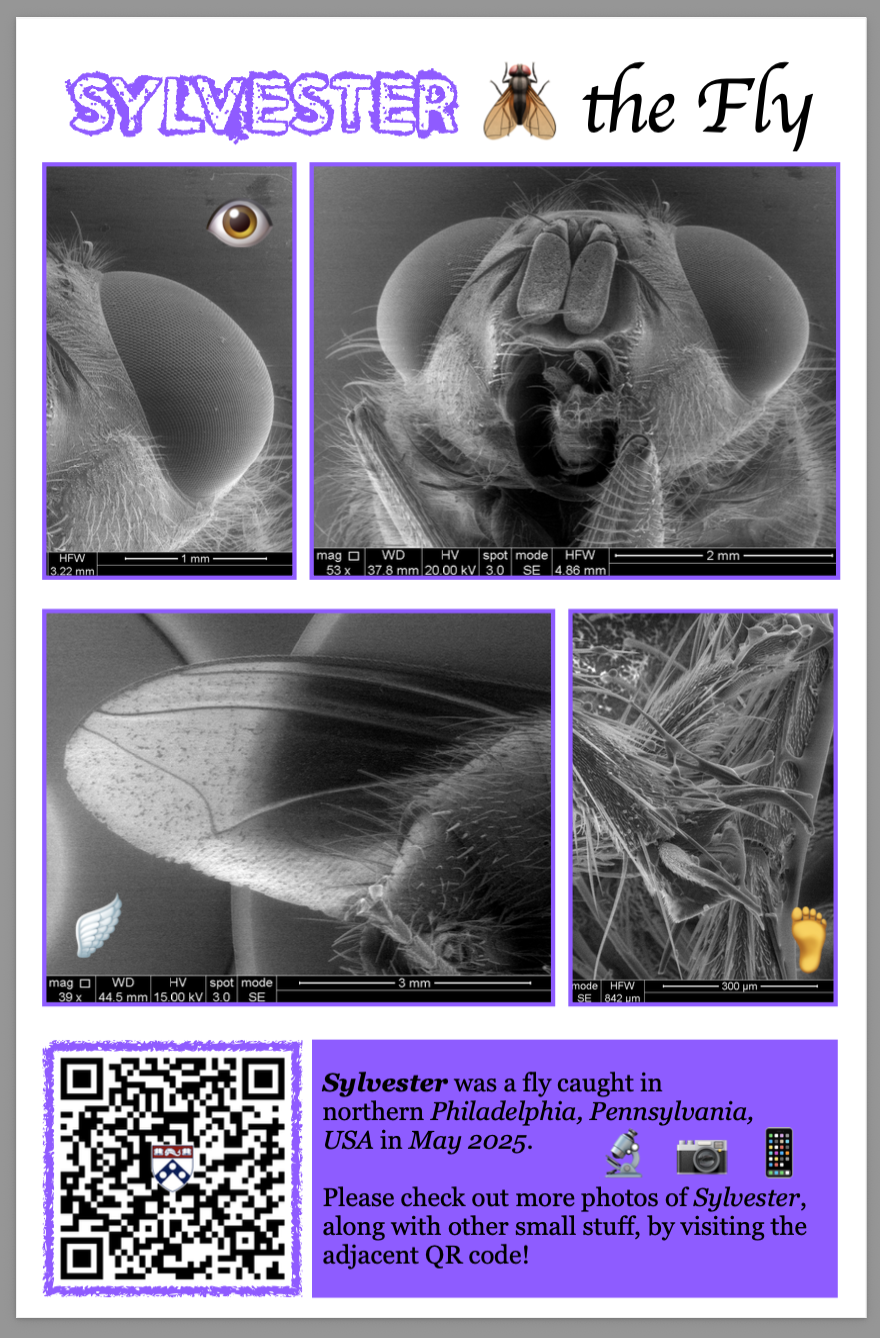 SYLVESTER the Fly
HFW 1 mm
3.22 mm
mag WD HV spot mode HFW 2 mm
53 x 37.8 mm 20.00 kV 3.0 SE 4.86 mm
mag WD HV spot mode 3 mm
39 x 44.5 mm 15.00 kV 3.0 SE
mode HFW 300 µm
SE 842 µm
Sylvester was a fly caught in
northern Philadelphia, Pennsylvania,
USA in May 2025.
Please check out more photos of Sylvester,
along with other small stuff, by visiting the
adjacent QR code!